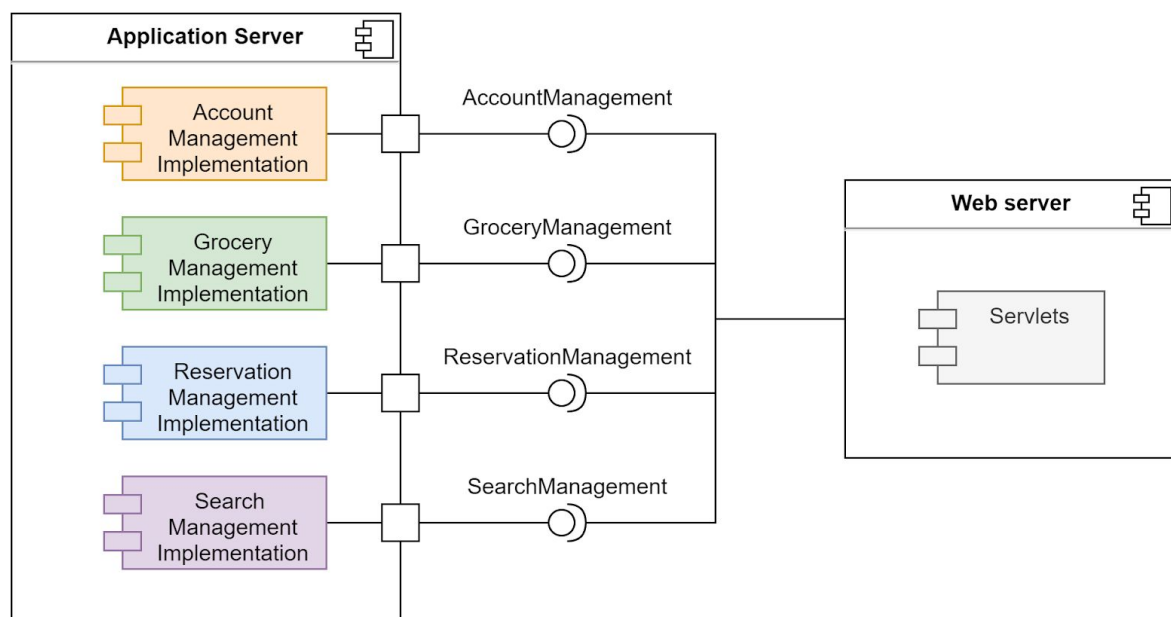 Application Server
Account
Management
Implementation
AccountManagement
Grocery
Management
Implementation
GroceryManagement
Reservation
Management
Implementation
ReservationManagement
Search
Management
Implementation
SearchManagement
Web server
Servlets